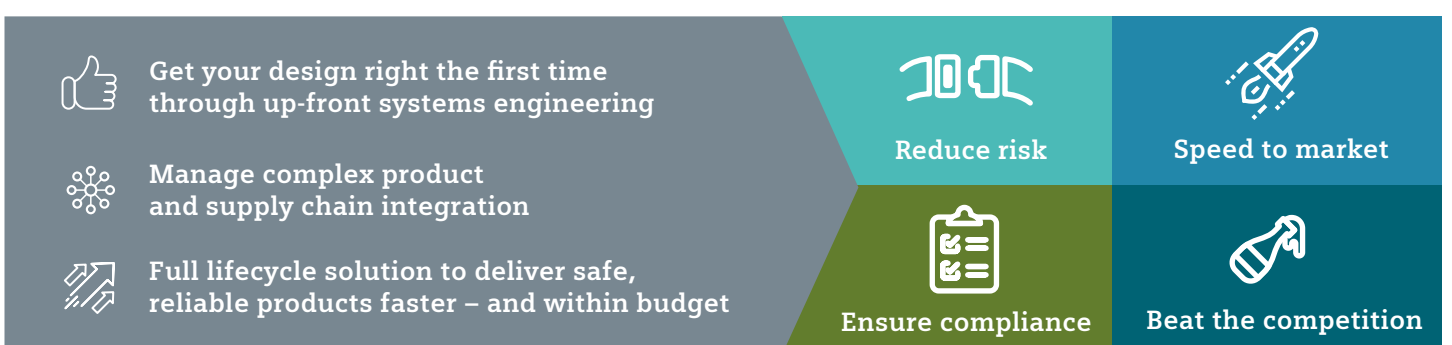 Get your design right the first time
through up-front systems engineering
Manage complex product
and supply chain integration
Full lifecycle solution to deliver safe,
reliable products faster – and within budget
Reduce risk
Speed to market
Ensure compliance
Beat the competition